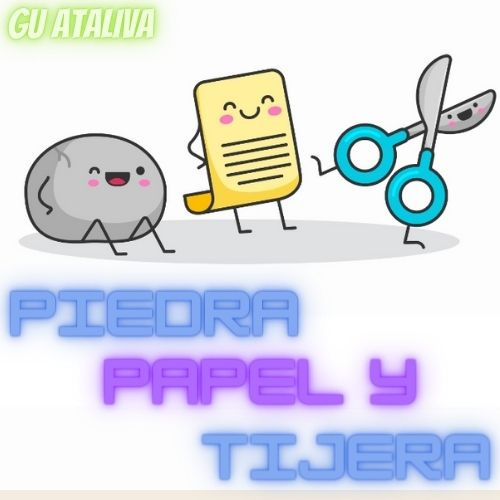 GU ATALIVA
PIEDRA
PAPEL Y
TIJERA